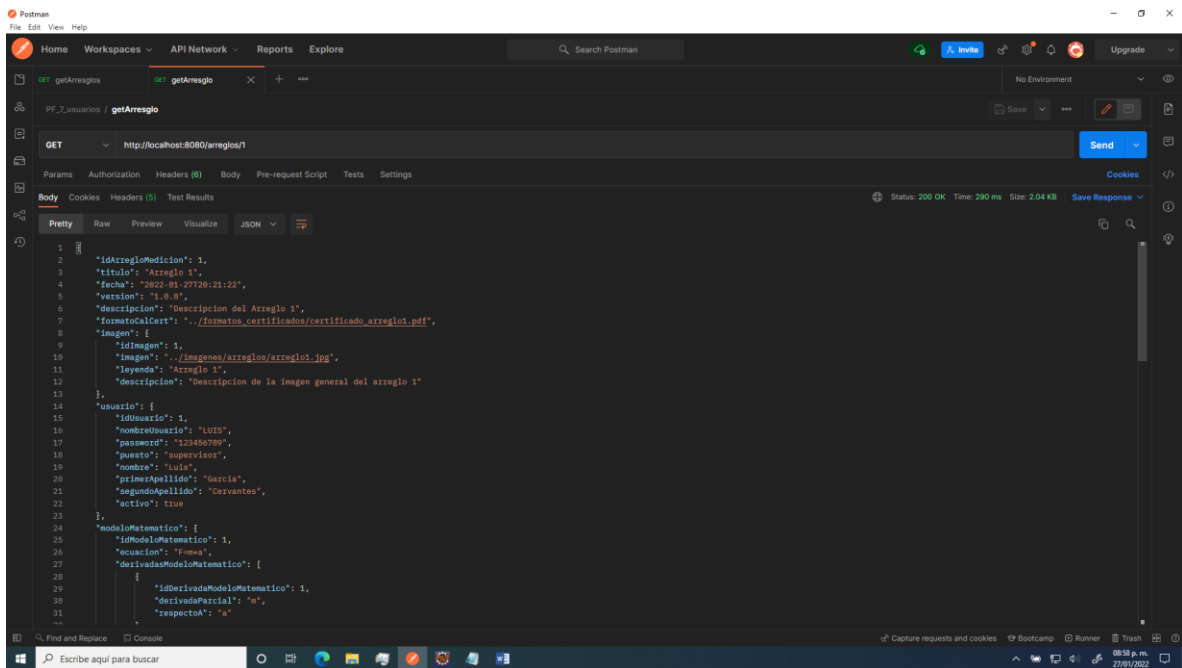 Postman
File Edit View Help
Home Workspaces API Network Reports Explore Search Postman Invite Upgrade
GET getArresglos GET getArresglo No Environment
PF_7_usuarios / getArresglo Save
GET http://localhost:8080/arreglos/1 Send
Params Authorization Headers (6) Body Pre-request Script Tests Settings Cookies
Body Cookies Headers (5) Test Results Status: 200 OK Time: 290 ms Size: 2.04 KB Save Response
Pretty Raw Preview Visualize JSON
1 {
2 "idArregloMedicion": 1,
3 "titulo": "Arreglo 1",
4 "fecha": "2022-01-27T20:21:22",
5 "version": "1.0.0",
6 "descripcion": "Descripcion del Arreglo 1",
7 "formatoCalCert": "../formatos_certificados/certificado_arreglo1.pdf",
8 "imagen": {
9 "idImagen": 1,
10 "imagen": "../imagenes/arreglos/arreglo1.jpg",
11 "leyenda": "Arreglo 1",
12 "descripcion": "Descripcion de la imagen general del arreglo 1"
13 },
14 "usuario": {
15 "idUsuario": 1,
16 "nombreUsuario": "LUIS",
17 "password": "123456789",
18 "puesto": "supervisor",
19 "nombre": "Luis",
20 "primerApellido": "Garcia",
21 "segundoApellido": "Cervantes",
22 "activo": true
23 },
24 "modeloMatematico": {
25 "idModeloMatematico": 1,
26 "ecuacion": "F=m*a",
27 "derivadasModeloMatematico": [
28 {
29 "idDerivadaModeloMatematico": 1,
30 "derivadaParcial": "m",
31 "respectoA": "a"
Find and Replace Console Capture requests and cookies Bootcamp Runner Trash
Escribe aquí para buscar 08:50 p. m.
27/01/2022